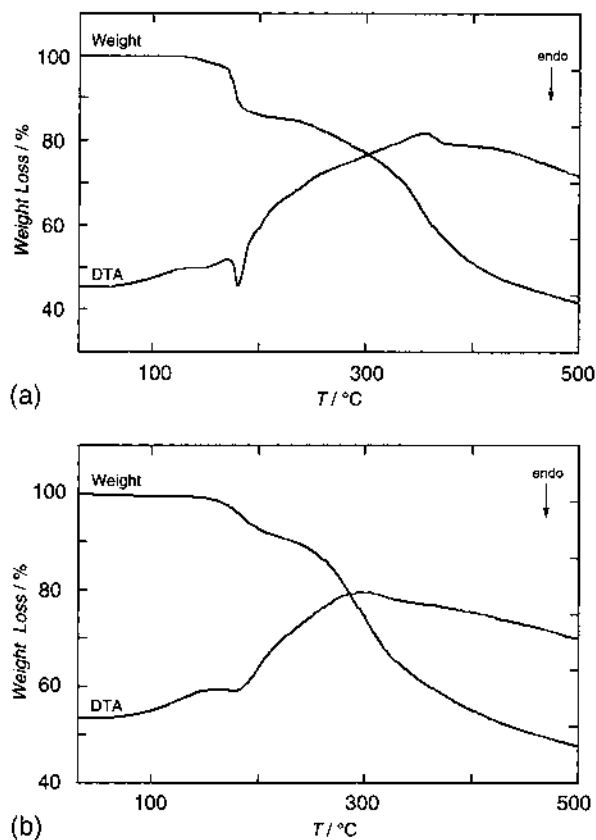 Weight
100
endo
80
Weight Loss / %
60
DTA
40
100
300
500
(a)
T / °C
Weight
100
endo
80
Weight Loss / %
60
DTA
40
100
300
500
(b)
T / °C